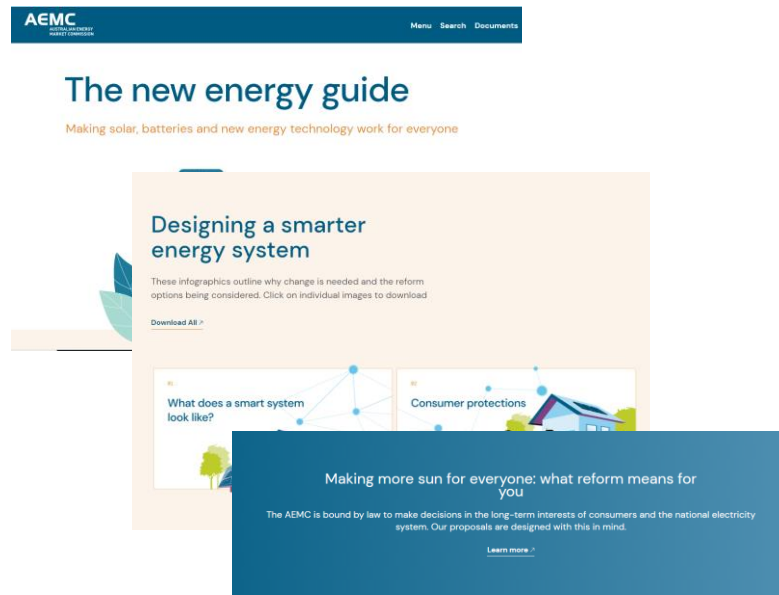 AEMC
AUSTRALIAN ENERGY
MARKET COMMISSION
Menu Search Documents
The new energy guide
Making solar, batteries and new energy technology work for everyone
Designing a smarter
energy system
These infographics outline why change is needed and the reform
options being considered. Click on individual images to download
Download All
What does a smart system
look like?
Consumer protections
Making more sun for everyone: what reform means for
you
The AEMC is bound by law to make decisions in the long-term interests of consumers and the national electricity
system. Our proposals are designed with this in mind.
Learn more